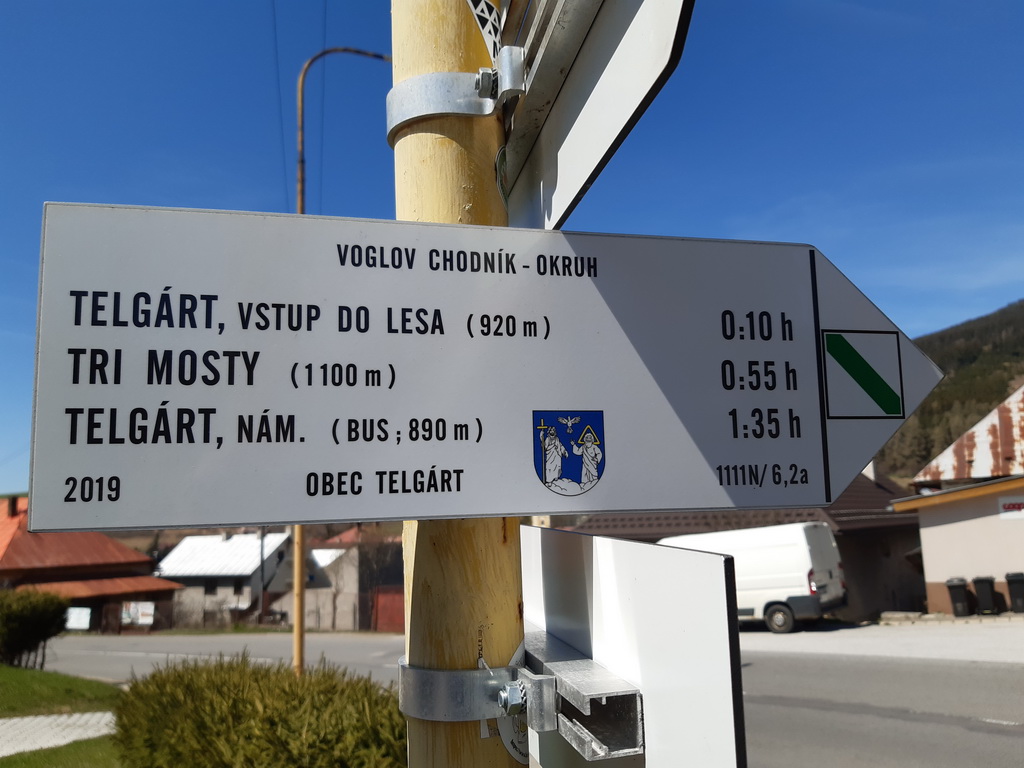 VOGLOV CHODNÍK - OKRUH
TELGÁRT, VSTUP DO LESA (920 m) 0:10 h
TRI MOSTY (1100 m) 0:55 h
TELGÁRT, NÁM. (BUS ; 890 m) 1:35 h
2019 OBEC TELGÁRT 1111N/ 6,2a